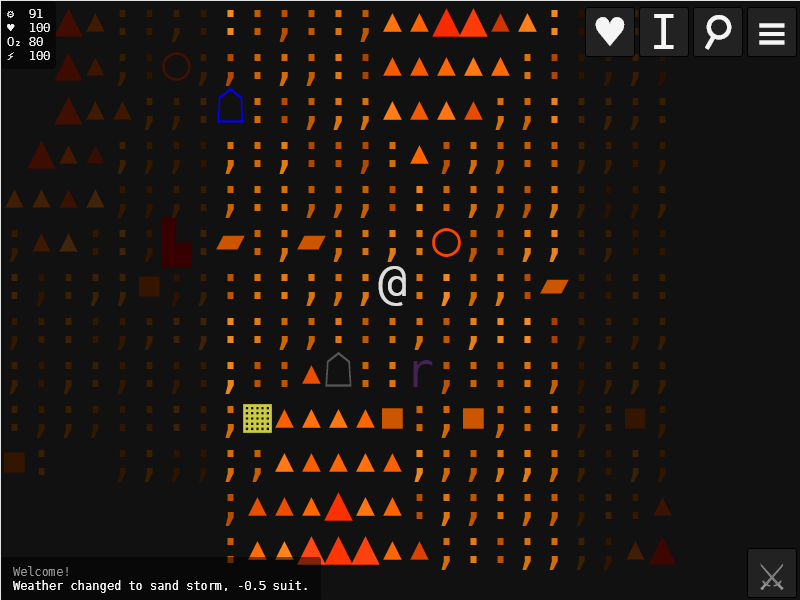 ⚙ 91
♥ 100
O₂ 80
⚡ 100
@
r
Welcome!
Weather changed to sand storm, -0.5 suit.